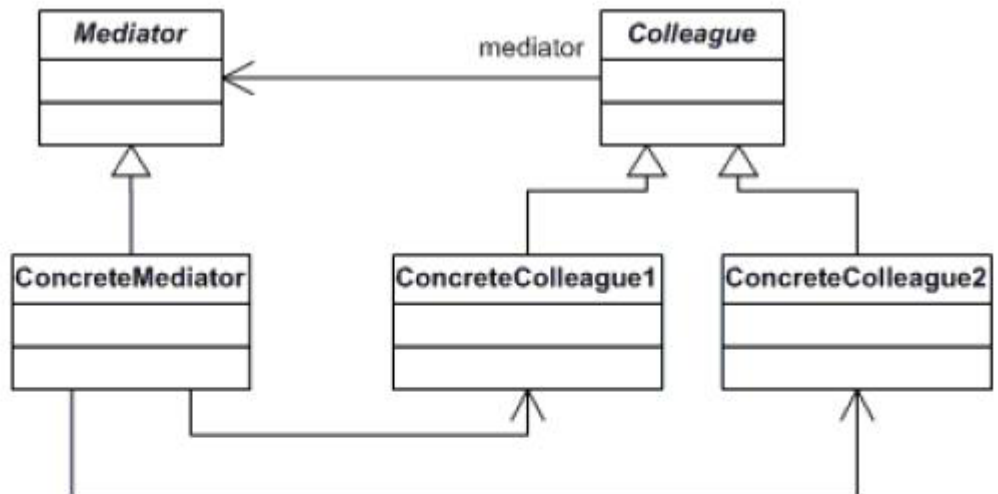 Mediator
mediator
Colleague
ConcreteMediator
ConcreteColleague1
ConcreteColleague2